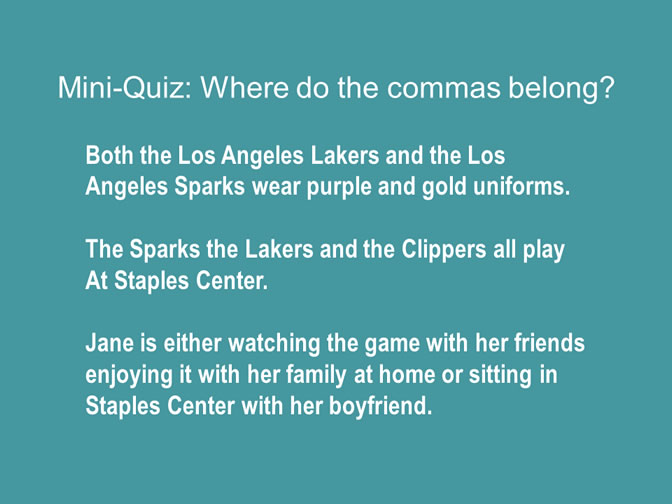 Mini-Quiz: Where do the commas belong?
Both the Los Angeles Lakers and the Los
Angeles Sparks wear purple and gold uniforms.
The Sparks the Lakers and the Clippers all play
At Staples Center.
Jane is either watching the game with her friends
enjoying it with her family at home or sitting in
Staples Center with her boyfriend.